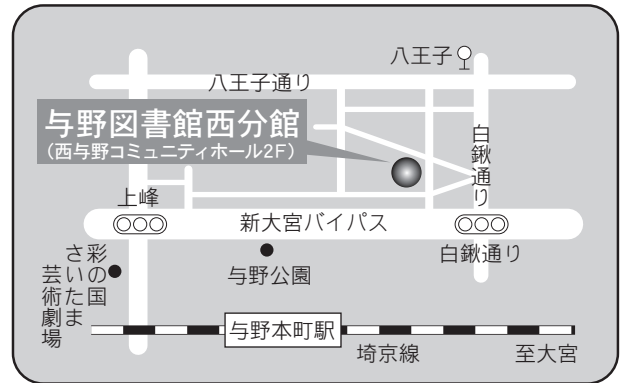 八王子
八王子通り
与野図書館西分館
(西与野コミュニティホール2F)
白鍬通り
上峰
新大宮バイパス
白鍬通り
与野公園
彩の国
さいたま
芸術劇場
与野本町駅
埼京線
至大宮